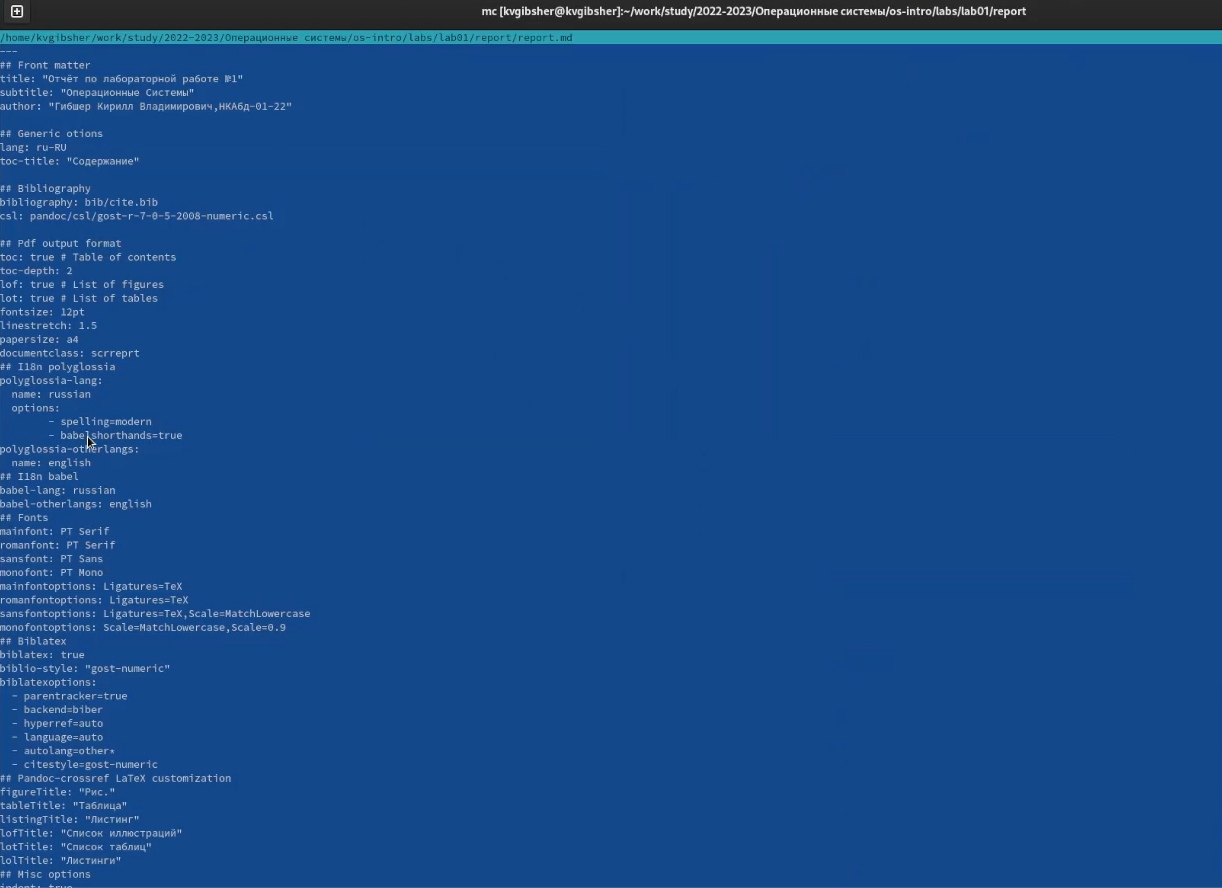 mc [kvgibsher@kvgibsher]:~/work/study/2022-2023/Операционные системы/os-intro/labs/lab01/report
/home/kvgibsher/work/study/2022-2023/Операционные системы/os-intro/labs/lab01/report/report.md
---
## Front matter
title: "Отчёт по лабораторной работе №1"
subtitle: "Операционные Системы"
author: "Гибшер Кирилл Владимирович,НКАбд-01-22"

## Generic otions
lang: ru-RU
toc-title: "Содержание"

## Bibliography
bibliography: bib/cite.bib
csl: pandoc/csl/gost-r-7-0-5-2008-numeric.csl

## Pdf output format
toc: true # Table of contents
toc-depth: 2
lof: true # List of figures
lot: true # List of tables
fontsize: 12pt
linestretch: 1.5
papersize: a4
documentclass: scrreprt
## I18n polyglossia
polyglossia-lang:
  name: russian
  options:
        - spelling=modern
        - babelshorthands=true
polyglossia-otherlangs:
  name: english
## I18n babel
babel-lang: russian
babel-otherlangs: english
## Fonts
mainfont: PT Serif
romanfont: PT Serif
sansfont: PT Sans
monofont: PT Mono
mainfontoptions: Ligatures=TeX
romanfontoptions: Ligatures=TeX
sansfontoptions: Ligatures=TeX,Scale=MatchLowercase
monofontoptions: Scale=MatchLowercase,Scale=0.9
## Biblatex
biblatex: true
biblio-style: "gost-numeric"
biblatexoptions:
  - parentracker=true
  - backend=biber
  - hyperref=auto
  - language=auto
  - autolang=other*
  - citestyle=gost-numeric
## Pandoc-crossref LaTeX customization
figureTitle: "Рис."
tableTitle: "Таблица"
listingTitle: "Листинг"
lofTitle: "Список иллюстраций"
lotTitle: "Список таблиц"
lolTitle: "Листинги"
## Misc options
indent: true